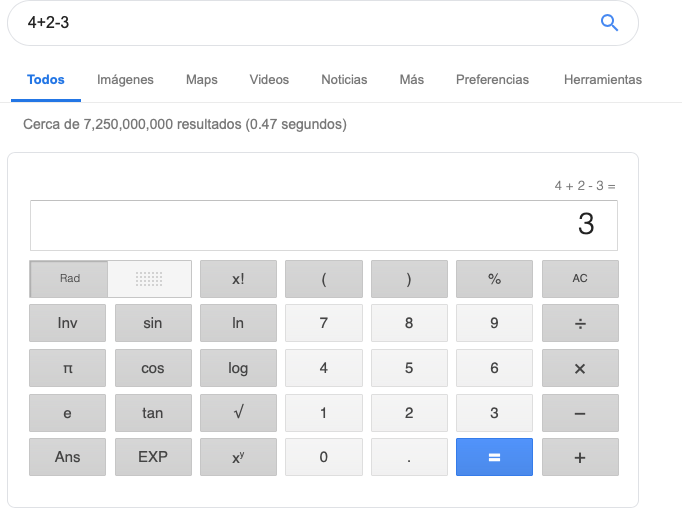 4+2-3
Todos Imágenes Maps Videos Noticias Más Preferencias Herramientas
Cerca de 7,250,000,000 resultados (0.47 segundos)
4 + 2 - 3 =
3
Rad x! ( ) % AC
Inv sin ln 7 8 9 ÷
π cos log 4 5 6 ×
e tan √ 1 2 3 −
Ans EXP xʸ 0 . = +